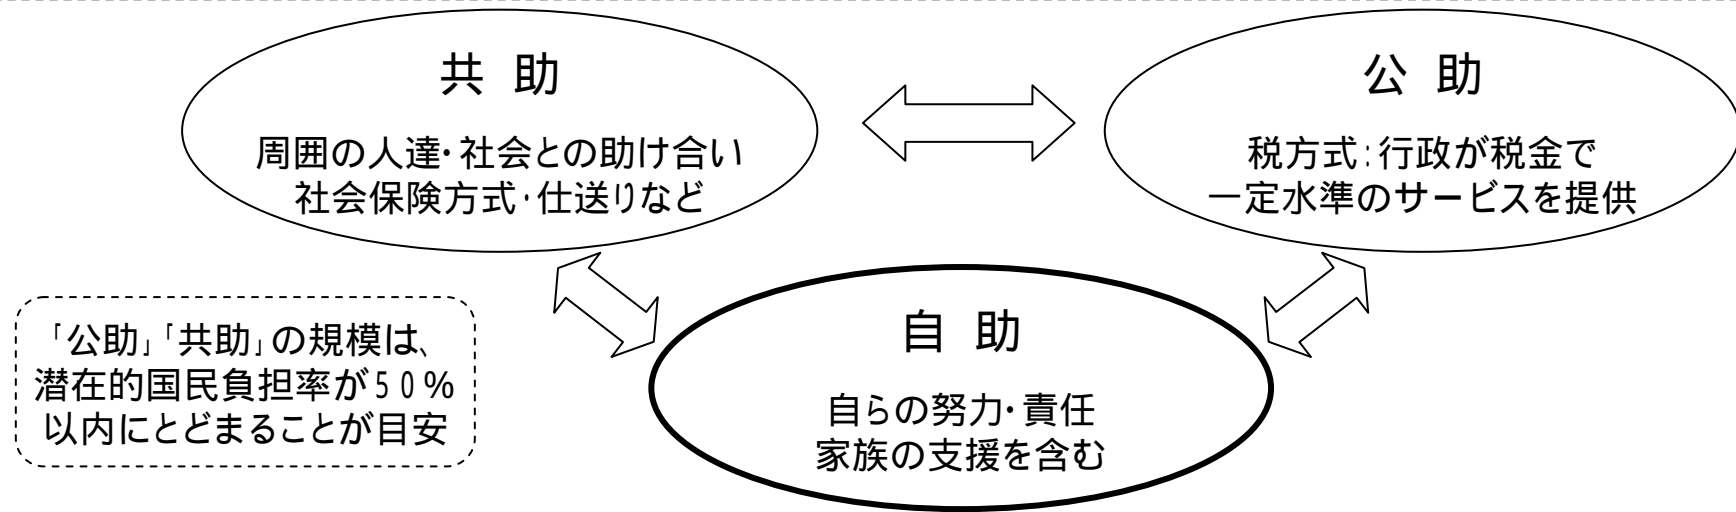 共 助
周囲の人達・社会との助け合い
社会保険方式・仕送りなど
公 助
税方式:行政が税金で
一定水準のサービスを提供
「公助」「共助」の規模は、
潜在的国民負担率が50%
以内にとどまることが目安
自 助
自らの努力・責任
家族の支援を含む